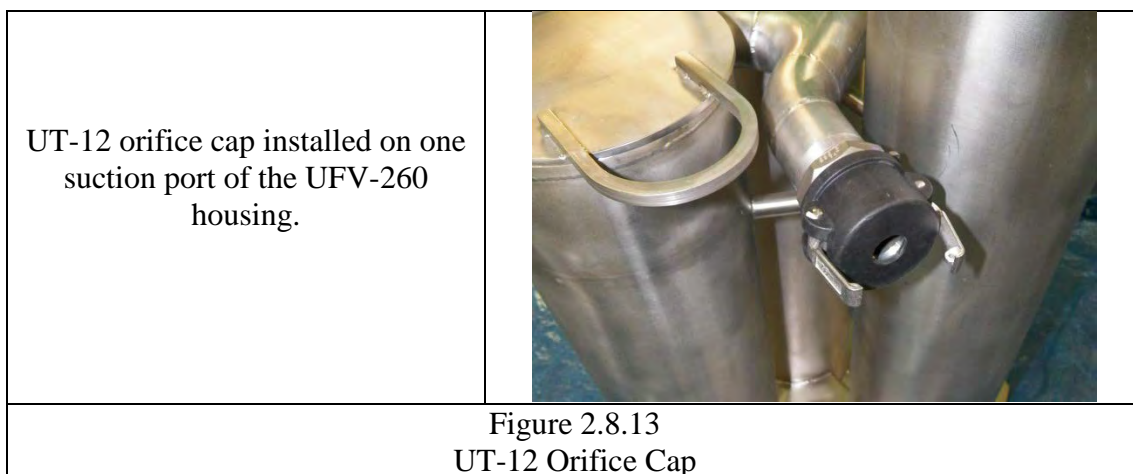 UT-12 orifice cap installed on one
suction port of the UFV-260
housing.
Figure 2.8.13
UT-12 Orifice Cap